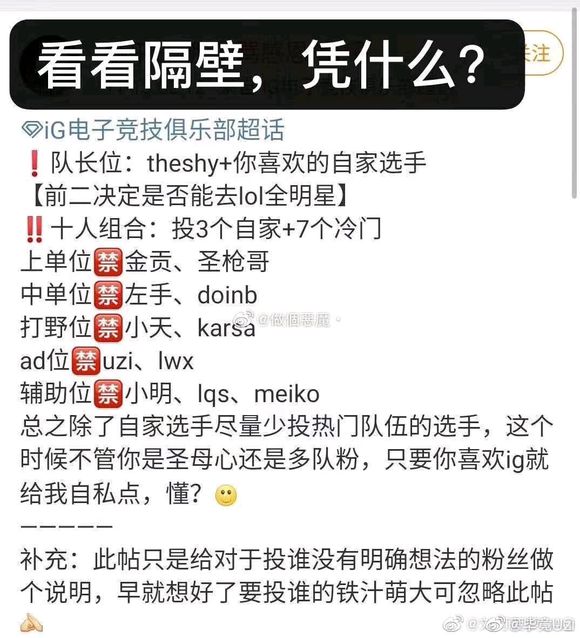 看看隔壁，凭什么？
关注
iG电子竞技俱乐部超话
❗队长位：theshy+你喜欢的自家选手
【前二决定是否能去lol全明星】
‼️十人组合：投3个自家+7个冷门
上单位🈲金贡、圣枪哥
中单位🈲左手、doinb
打野位🈲小天、karsa
@做個惡魔·
ad位🈲uzi、lwx
辅助位🈲小明、lqs、meiko
总之除了自家选手尽量少投热门队伍的选手，这个
时候不管你是圣母心还是多队粉，只要你喜欢ig就
给我自私点，懂？🙂
—————
补充：此帖只是给对于投谁没有明确想法的粉丝做
个说明，早就想好了要投谁的铁汁萌大可忽略此帖